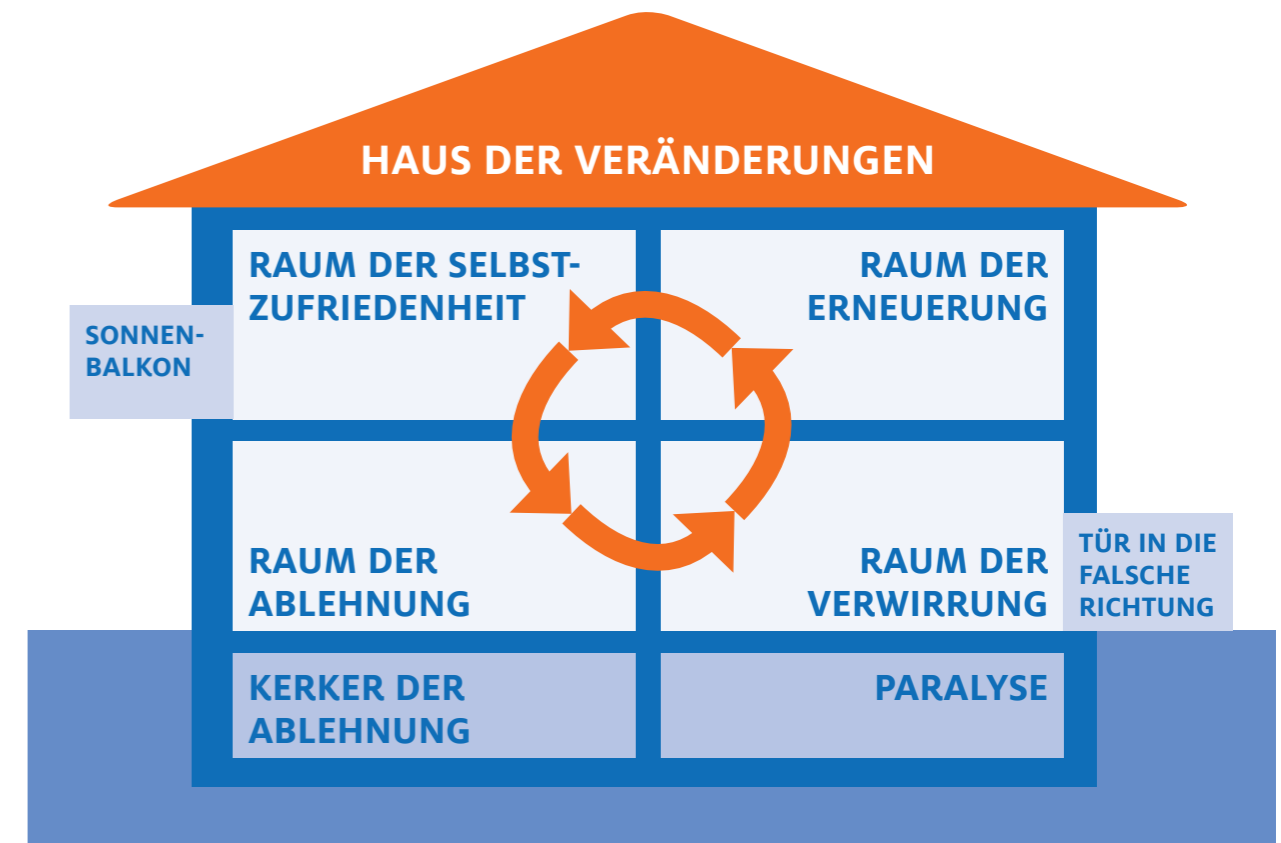 HAUS DER VERÄNDERUNGEN
RAUM DER SELBST-
ZUFRIEDENHEIT
RAUM DER
ERNEUERUNG
SONNEN-
BALKON
RAUM DER
ABLEHNUNG
RAUM DER
VERWIRRUNG
TÜR IN DIE
FALSCHE
RICHTUNG
KERKER DER
ABLEHNUNG
PARALYSE